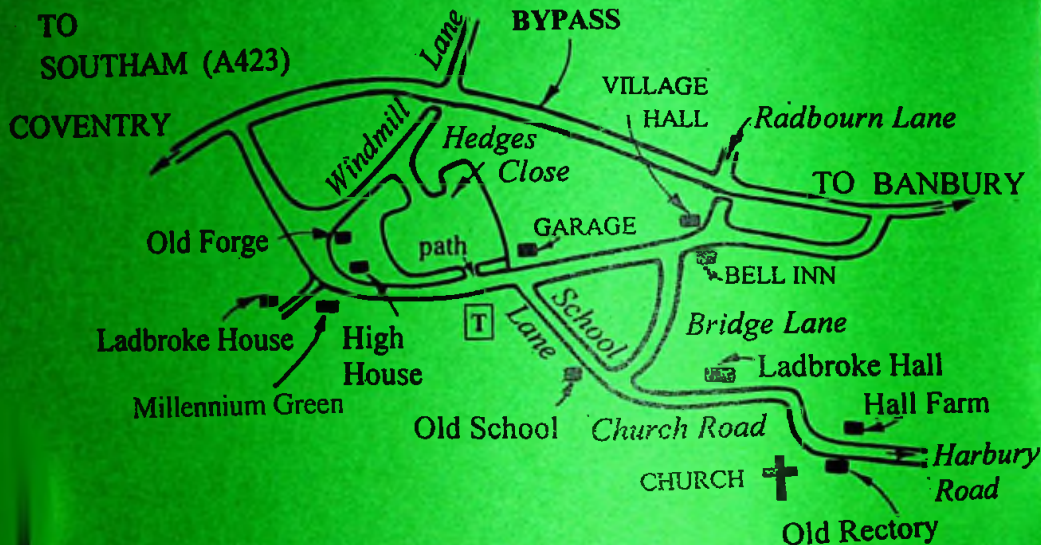 TO
SOUTHAM (A423)
COVENTRY
Lane
BYPASS
VILLAGE
HALL
Radbourn Lane
Windmill
Hedges
Close
TO BANBURY
Old Forge
path
GARAGE
BELL INN
Ladbroke House
High
House
T
School
Lane
Bridge Lane
Ladbroke Hall
Millennium Green
Old School
Church Road
Hall Farm
CHURCH
Harbury
Road
Old Rectory